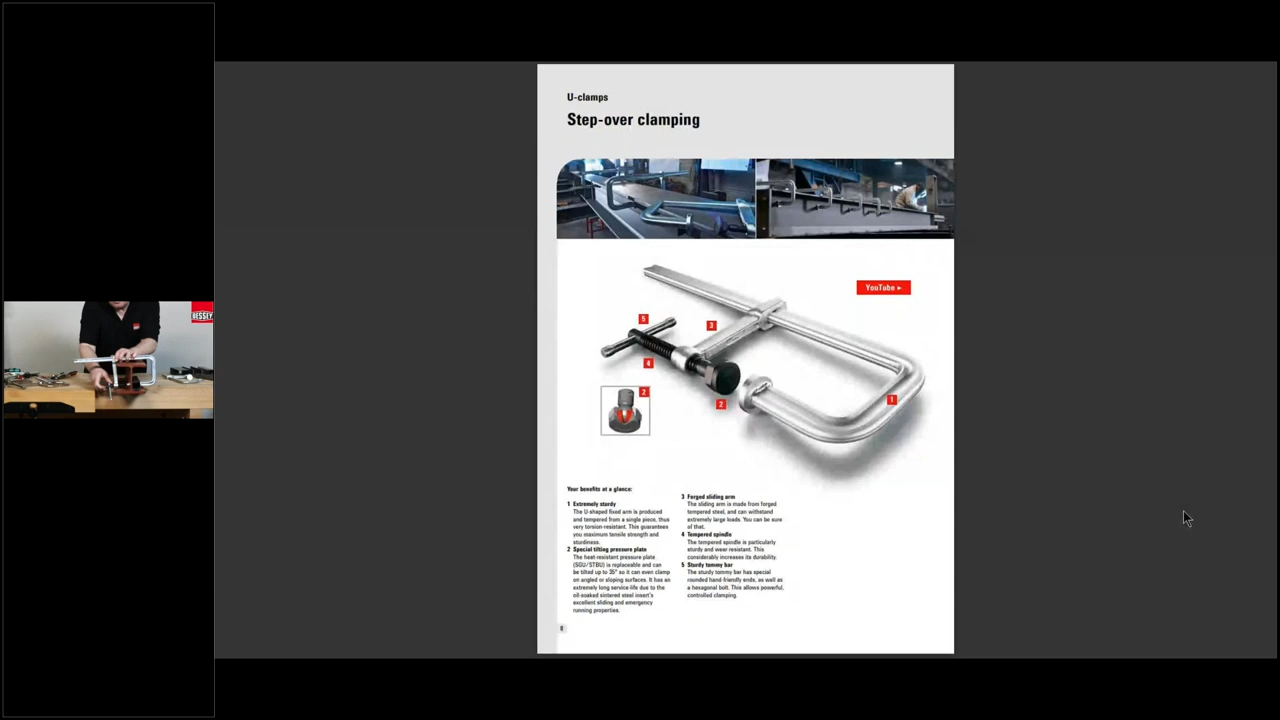 U-clamps
Step-over clamping
YouTube ▸
5
3
4
2
2
1
BESSEY
Your benefits at a glance:
1 Extremely sturdy
The U-shaped fixed arm is produced
and tempered from a single piece, thus
very torsion-resistant. This guarantees
you maximum tensile strength and
sturdiness.
2 Special tilting pressure plate
The heat-resistant pressure plate
(SGU/STBU) is replaceable and can
be tilted up to 35° so it can even clamp
on angled or sloping surfaces. It has an
extremely long service life due to the
oil-soaked sintered steel insert's
excellent sliding and emergency
running properties.
3 Forged sliding arm
The sliding arm is made from forged
tempered steel, and can withstand
extremely large loads. You can be sure
of that.
4 Tempered spindle
The tempered spindle is particularly
sturdy and wear resistant. This
considerably increases its durability.
5 Sturdy tommy bar
The sturdy tommy bar has special
rounded hand-friendly ends, as well as
a hexagonal bolt. This allows powerful,
controlled clamping.
8